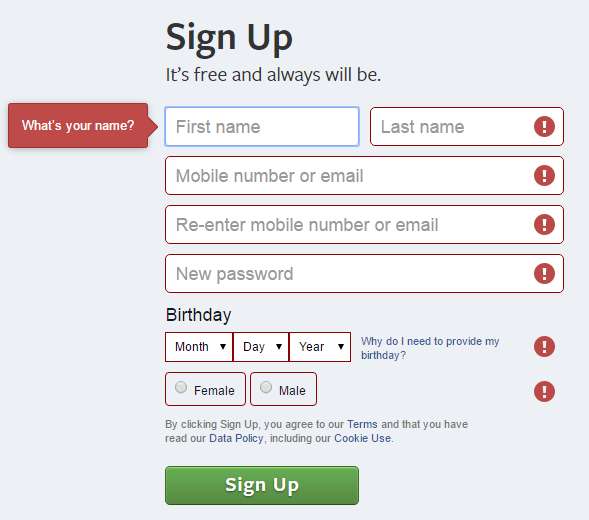 Sign Up
It's free and always will be.
What's your name?
First name
Last name
Mobile number or email
Re-enter mobile number or email
New password
Birthday
Month Day Year
Why do I need to provide my
birthday?
Female Male
By clicking Sign Up, you agree to our Terms and that you have
read our Data Policy, including our Cookie Use.
Sign Up